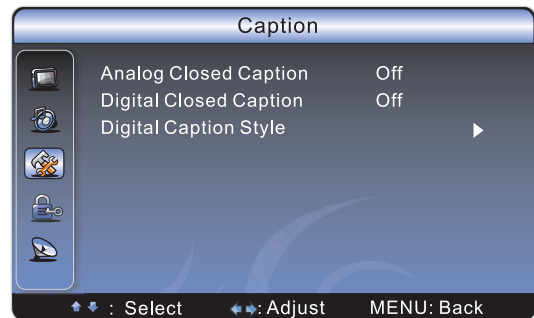 Caption
Analog Closed Caption Off
Digital Closed Caption Off
Digital Caption Style
: Select : Adjust MENU: Back